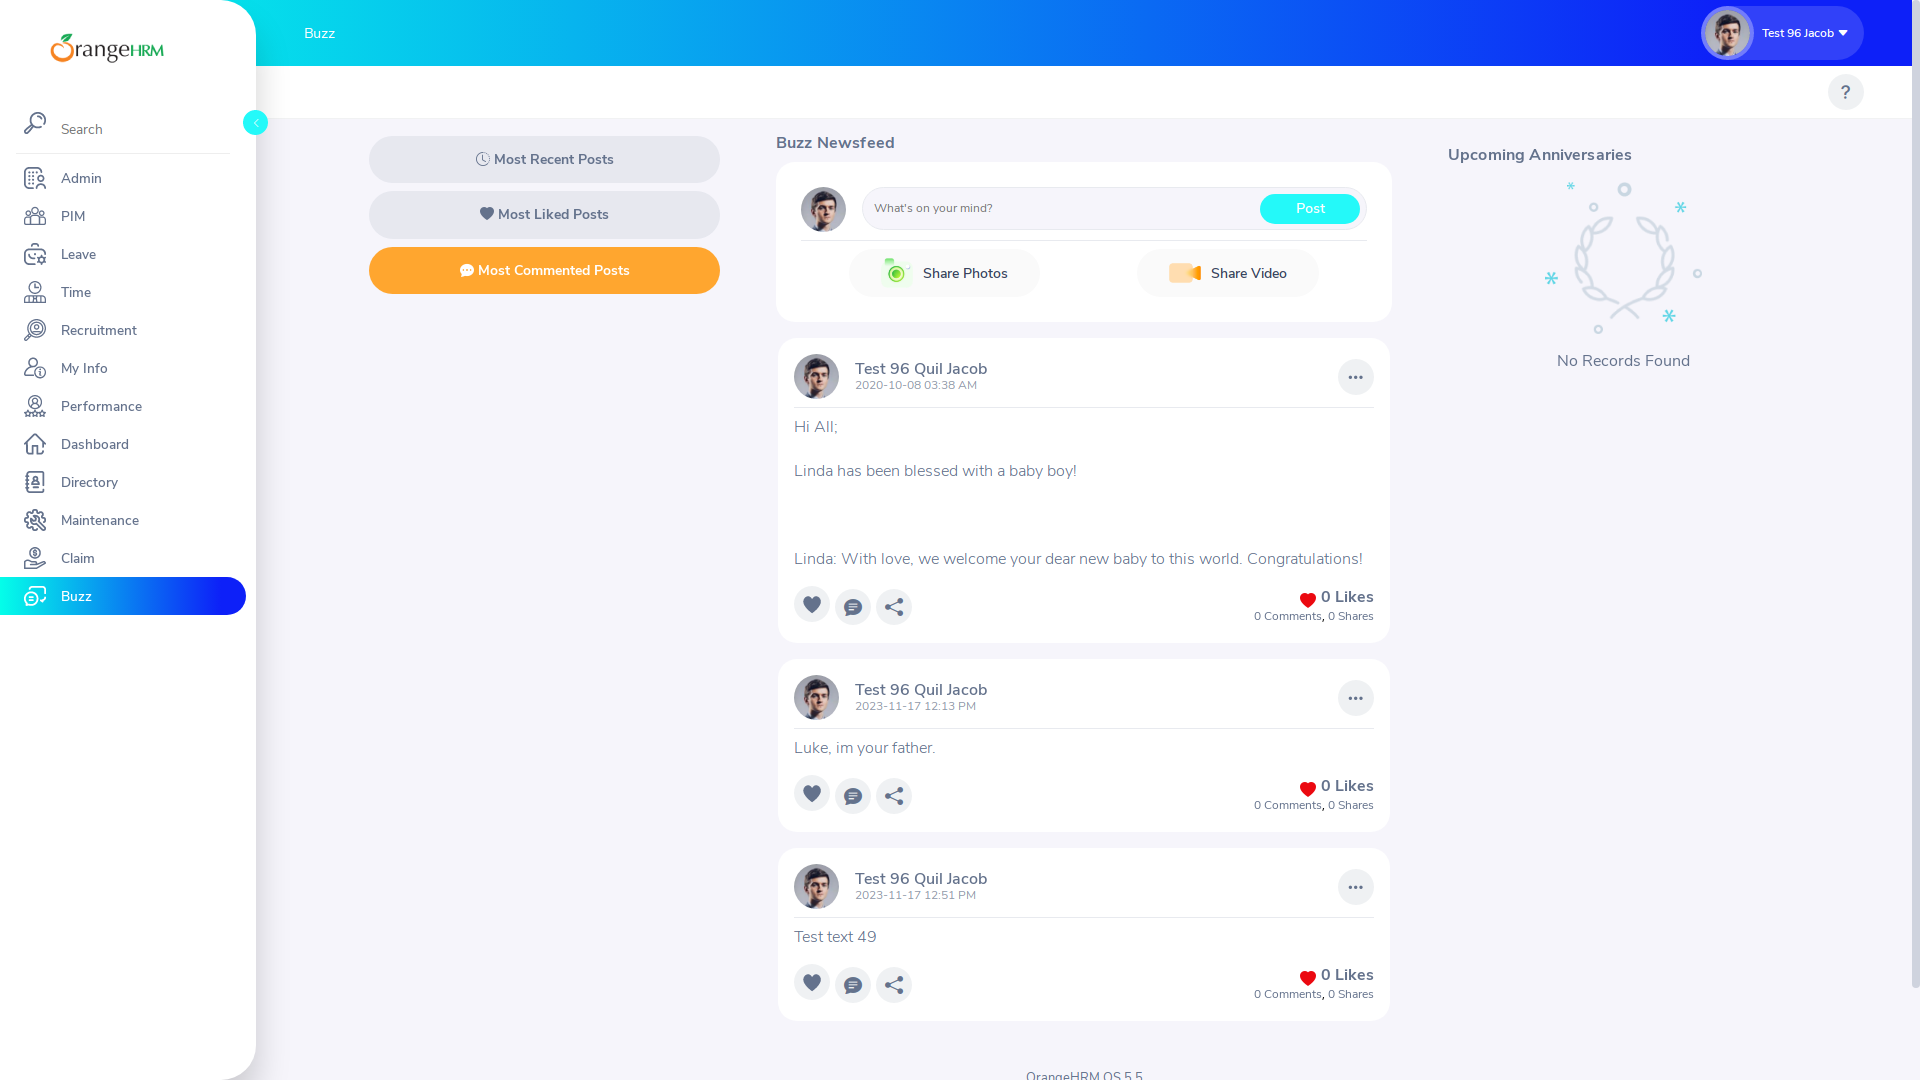 OrangeHRM
Buzz
Test 96 Jacob
?
Search
Admin
PIM
Leave
Time
Recruitment
My Info
Performance
Dashboard
Directory
Maintenance
Claim
Buzz
Most Recent Posts
Most Liked Posts
Most Commented Posts
Buzz Newsfeed
What's on your mind?
Post
Share Photos
Share Video
Test 96 Quil Jacob
2020-10-08 03:38 AM
Hi All;
Linda has been blessed with a baby boy!
Linda: With love, we welcome your dear new baby to this world. Congratulations!
0 Likes
0 Comments, 0 Shares
Test 96 Quil Jacob
2023-11-17 12:13 PM
Luke, im your father.
0 Likes
0 Comments, 0 Shares
Test 96 Quil Jacob
2023-11-17 12:51 PM
Test text 49
0 Likes
0 Comments, 0 Shares
Upcoming Anniversaries
No Records Found
OrangeHRM OS 5.5